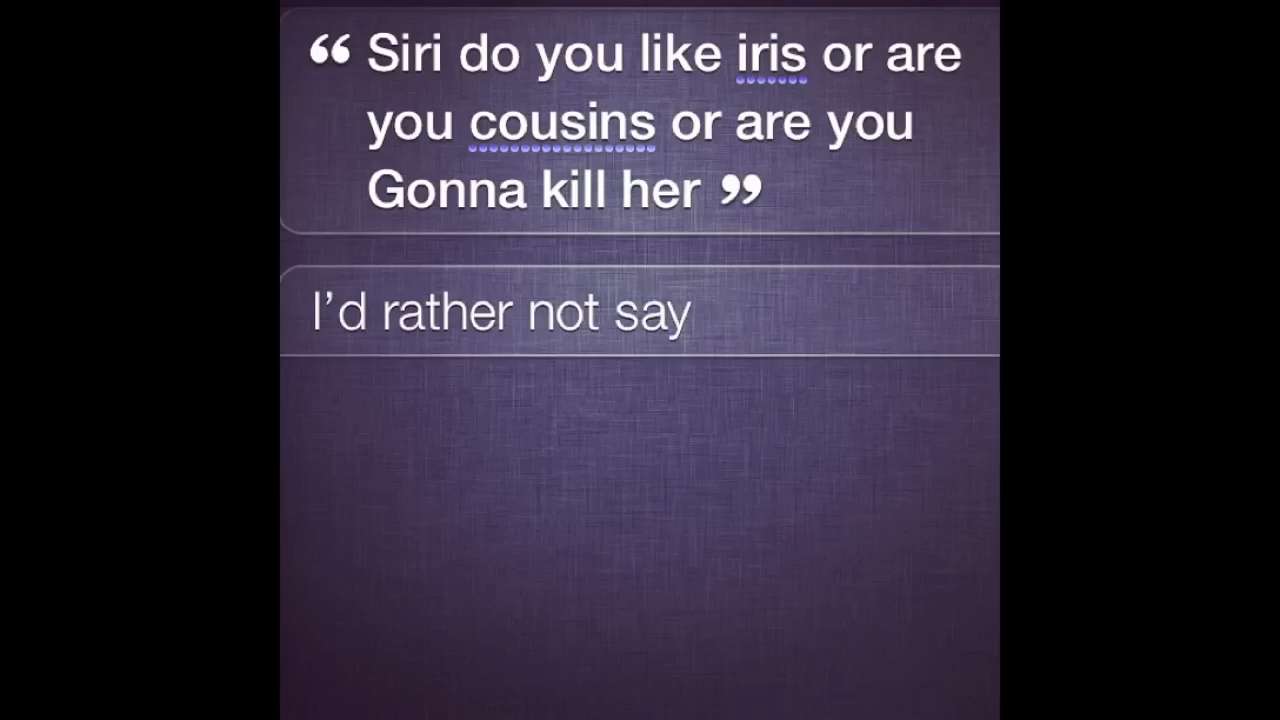 “ Siri do you like iris or are
you cousins or are you
Gonna kill her ”
I’d rather not say